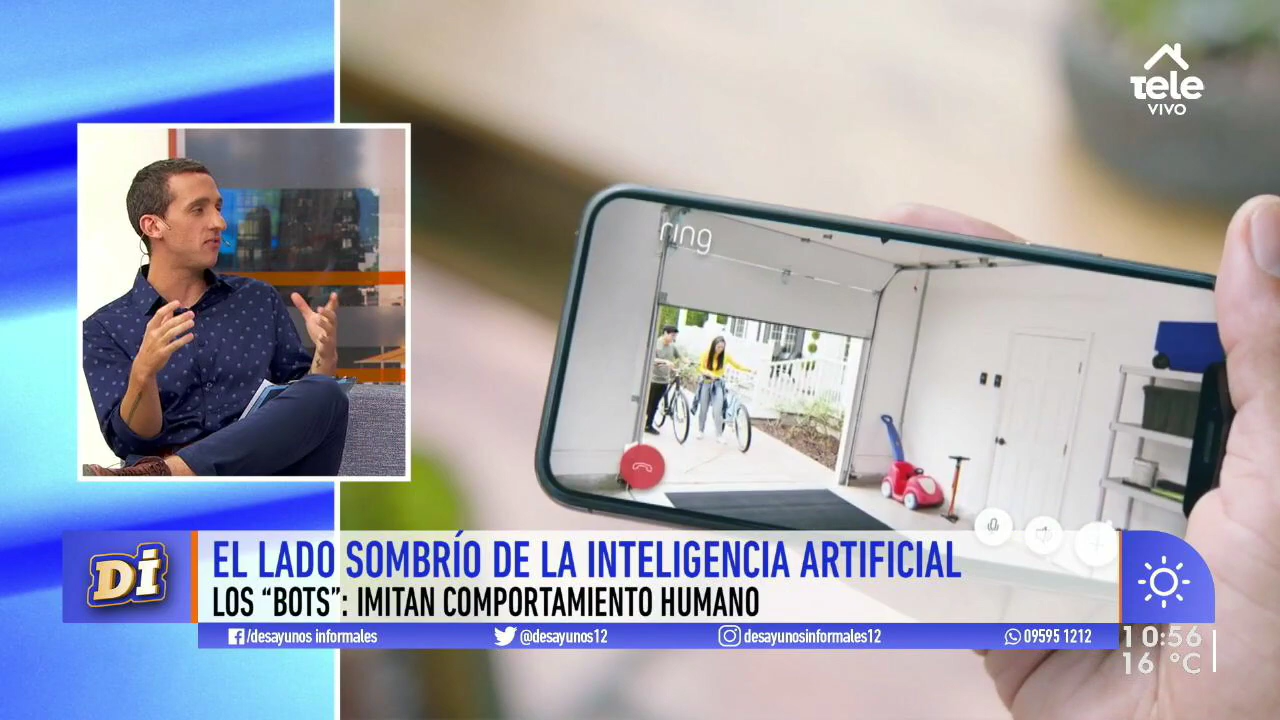 tele
VIVO
ring
Di
EL LADO SOMBRÍO DE LA INTELIGENCIA ARTIFICIAL
LOS “BOTS”: IMITAN COMPORTAMIENTO HUMANO
/desayunos informales @desayunos12 desayunosinformales12 09595 1212
10:56
16 °C